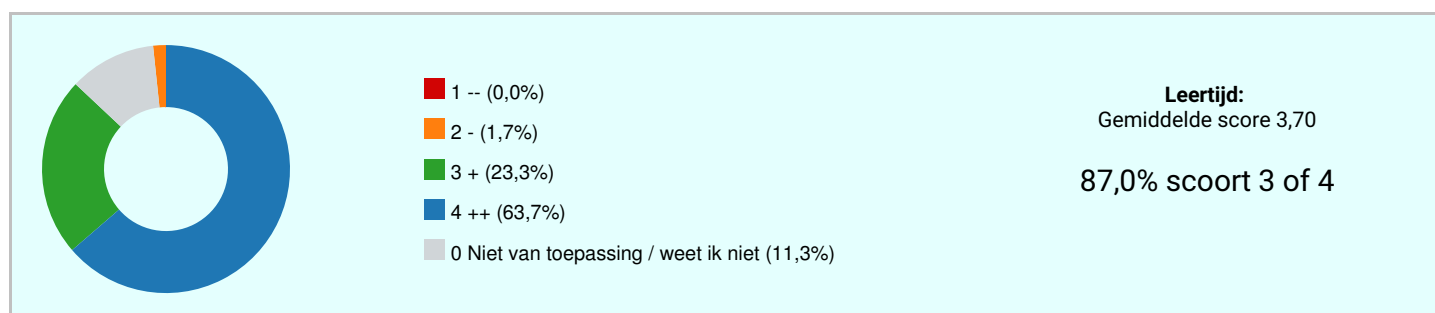 1 -- (0,0%)
2 - (1,7%)
3 + (23,3%)
4 ++ (63,7%)
0 Niet van toepassing / weet ik niet (11,3%)
Leertijd:
Gemiddelde score 3,70
87,0% scoort 3 of 4